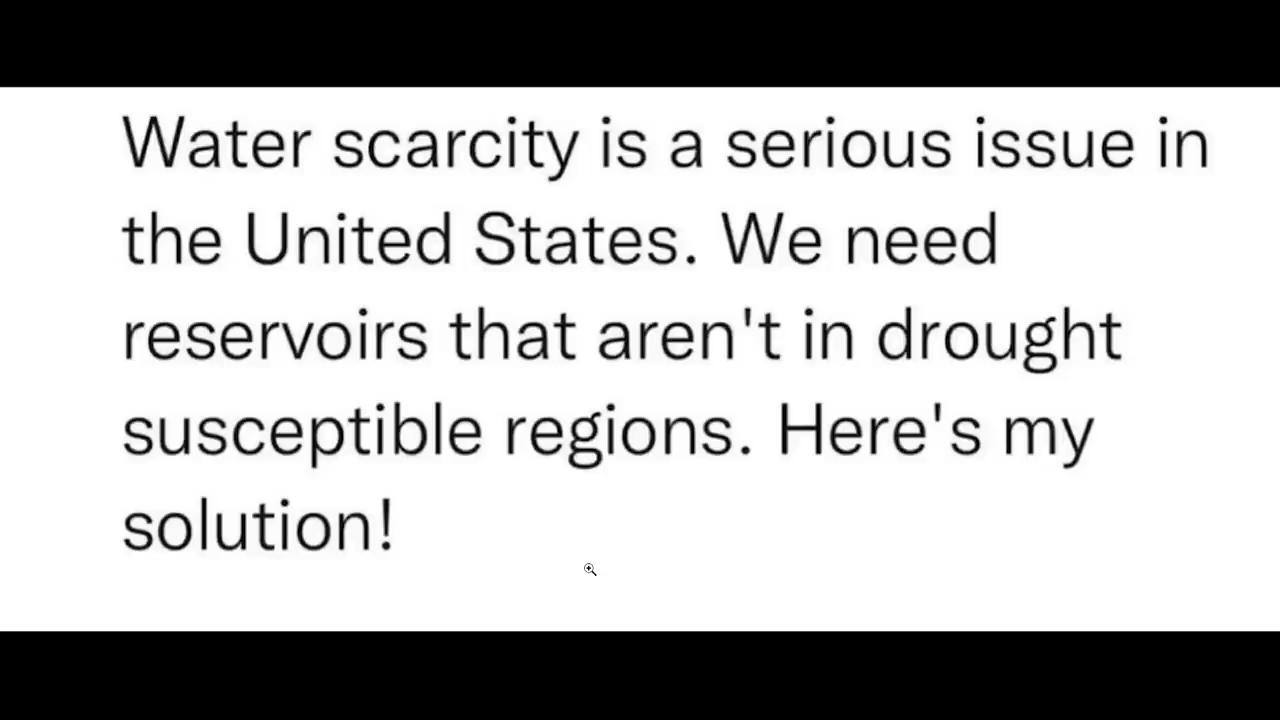 Water scarcity is a serious issue in
the United States. We need
reservoirs that aren't in drought
susceptible regions. Here's my
solution!